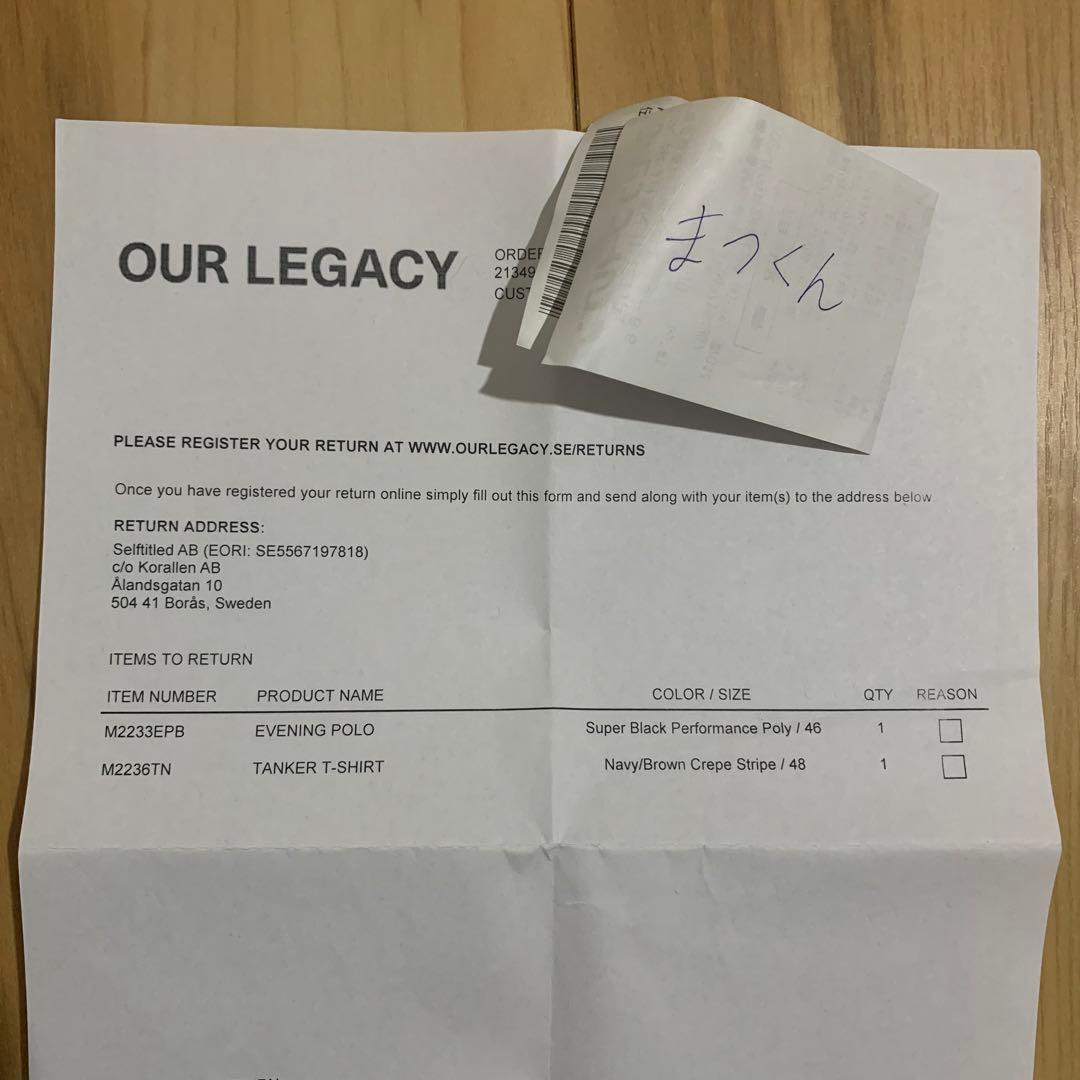 OUR LEGACY
21349
CUST
まつくん
PLEASE REGISTER YOUR RETURN AT WWW.OURLEGACY.SE/RETURNS
Once you have registered your return online simply fill out this form and send along with your item(s) to the address below
RETURN ADDRESS:
Selftitled AB (EORI: SE5567197818)
c/o Korallen AB
Ålandsgatan 10
504 41 Borås, Sweden
ITEMS TO RETURN
ITEM NUMBER PRODUCT NAME COLOR / SIZE QTY REASON
M2233EPB EVENING POLO Super Black Performance Poly / 46 1
M2236TN TANKER T-SHIRT Navy/Brown Crepe Stripe / 48 1